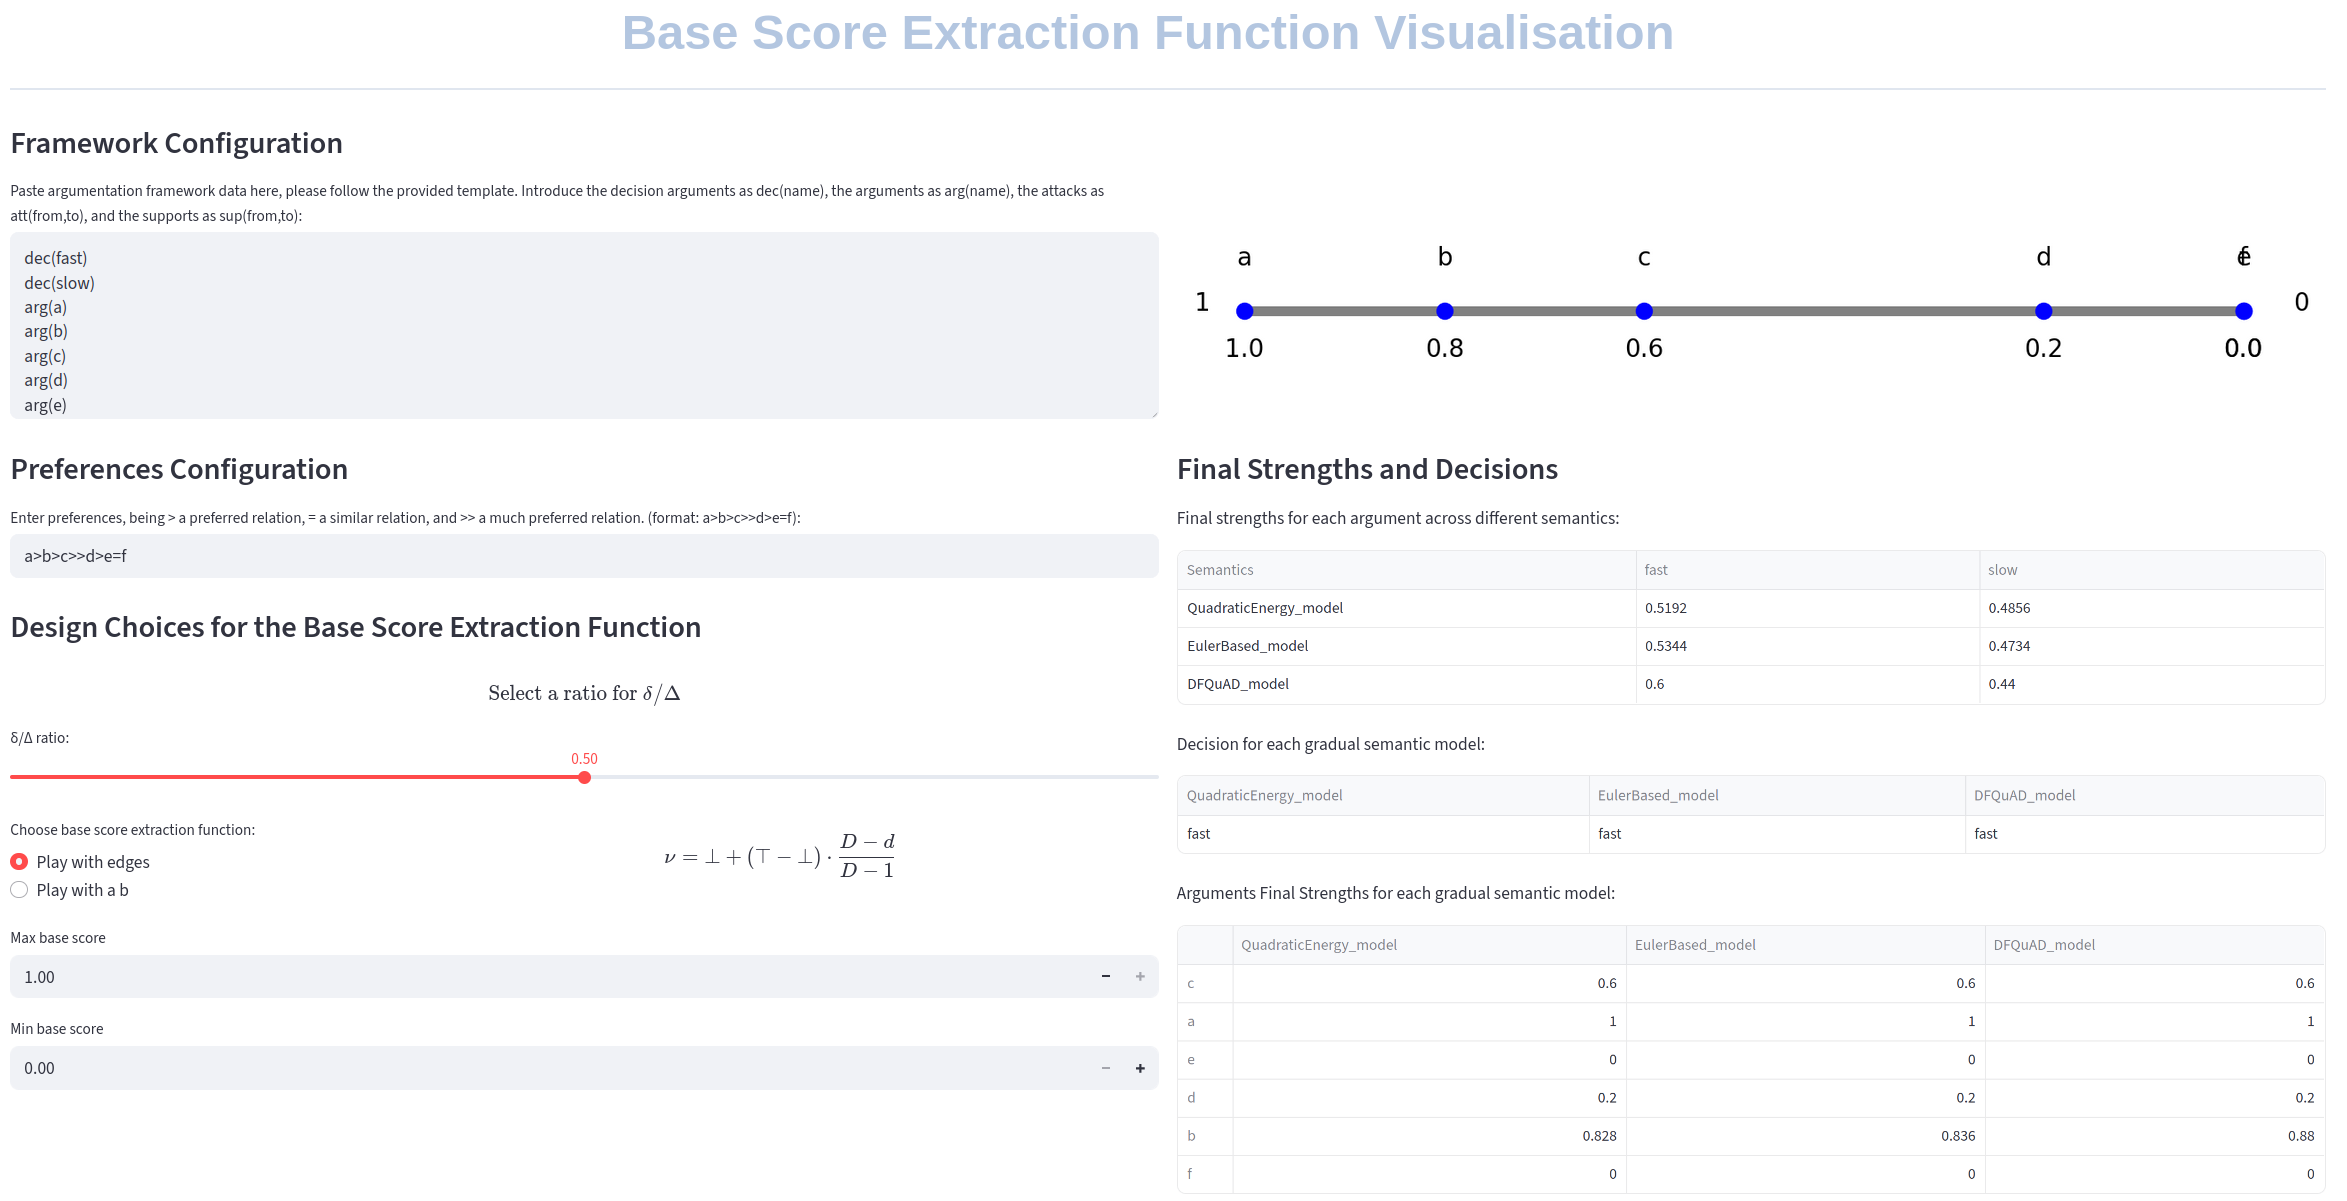 Base Score Extraction Function Visualisation
Framework Configuration
Paste argumentation framework data here, please follow the provided template. Introduce the decision arguments as dec(name), the arguments as arg(name), the attacks as
att(from,to), and the supports as sup(from,to):
dec(fast)
dec(slow)
arg(a)
arg(b)
arg(c)
arg(d)
arg(e)
Preferences Configuration
Enter preferences, being > a preferred relation, = a similar relation, and >> a much preferred relation. (format: a>b>c>>d>e=f):
a>b>c>>d>e=f
Design Choices for the Base Score Extraction Function
Select a ratio for δ/Δ
δ/Δ ratio:
0.50
Choose base score extraction function:
Play with edges
Play with a b
ν = ⊥ + (⊤ − ⊥) · (D − d)/(D − 1)
Max base score
1.00
Min base score
0.00
a b c d e f
1 0
1.0 0.8 0.6 0.2 0.0
Final Strengths and Decisions
Final strengths for each argument across different semantics:
Semantics fast slow
QuadraticEnergy_model 0.5192 0.4856
EulerBased_model 0.5344 0.4734
DFQuAD_model 0.6 0.44
Decision for each gradual semantic model:
QuadraticEnergy_model EulerBased_model DFQuAD_model
fast fast fast
Arguments Final Strengths for each gradual semantic model:
QuadraticEnergy_model EulerBased_model DFQuAD_model
c 0.6 0.6 0.6
a 1 1 1
e 0 0 0
d 0.2 0.2 0.2
b 0.828 0.836 0.88
f 0 0 0